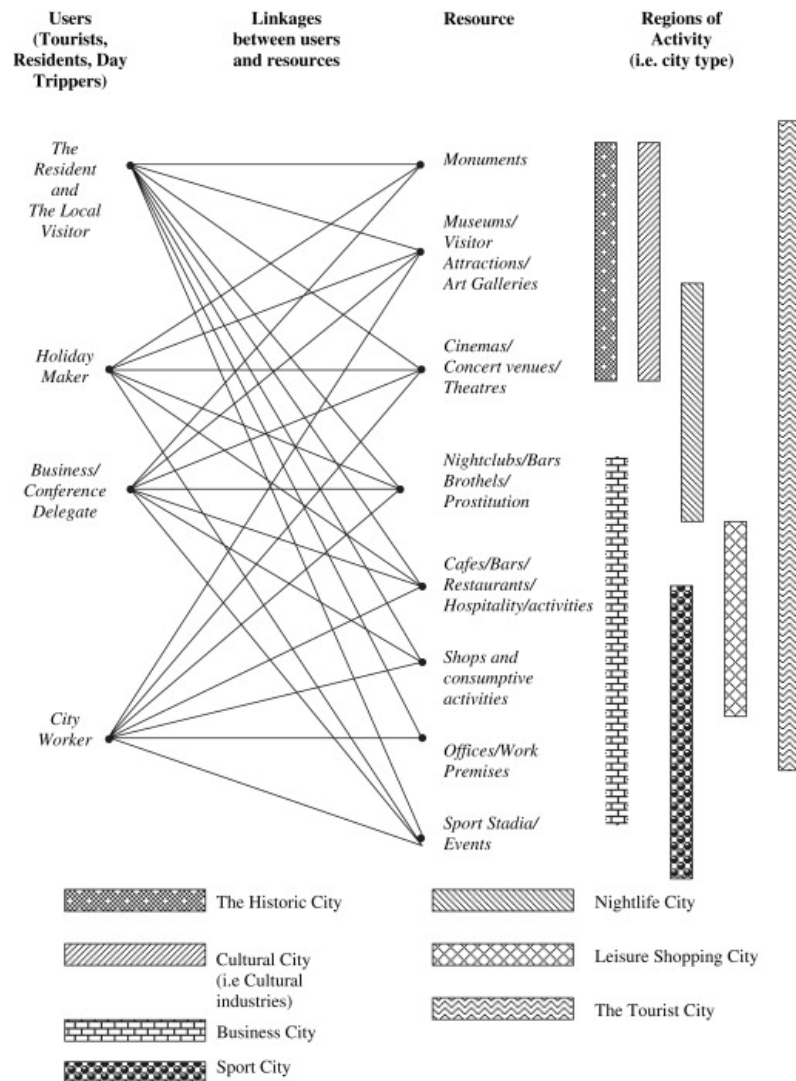 Users
(Tourists,
Residents, Day
Trippers)
Linkages
between users
and resources
Resource
Regions of
Activity
(i.e. city type)
The
Resident
and
The Local
Visitor
Holiday
Maker
Business/
Conference
Delegate
City
Worker
Monuments
Museums/
Visitor
Attractions/
Art Galleries
Cinemas/
Concert venues/
Theatres
Nightclubs/Bars
Brothels/
Prostitution
Cafes/Bars/
Restaurants/
Hospitality/activities
Shops and
consumptive
activities
Offices/Work
Premises
Sport Stadia/
Events
The Historic City
Cultural City
(i.e Cultural
industries)
Business City
Sport City
Nightlife City
Leisure Shopping City
The Tourist City